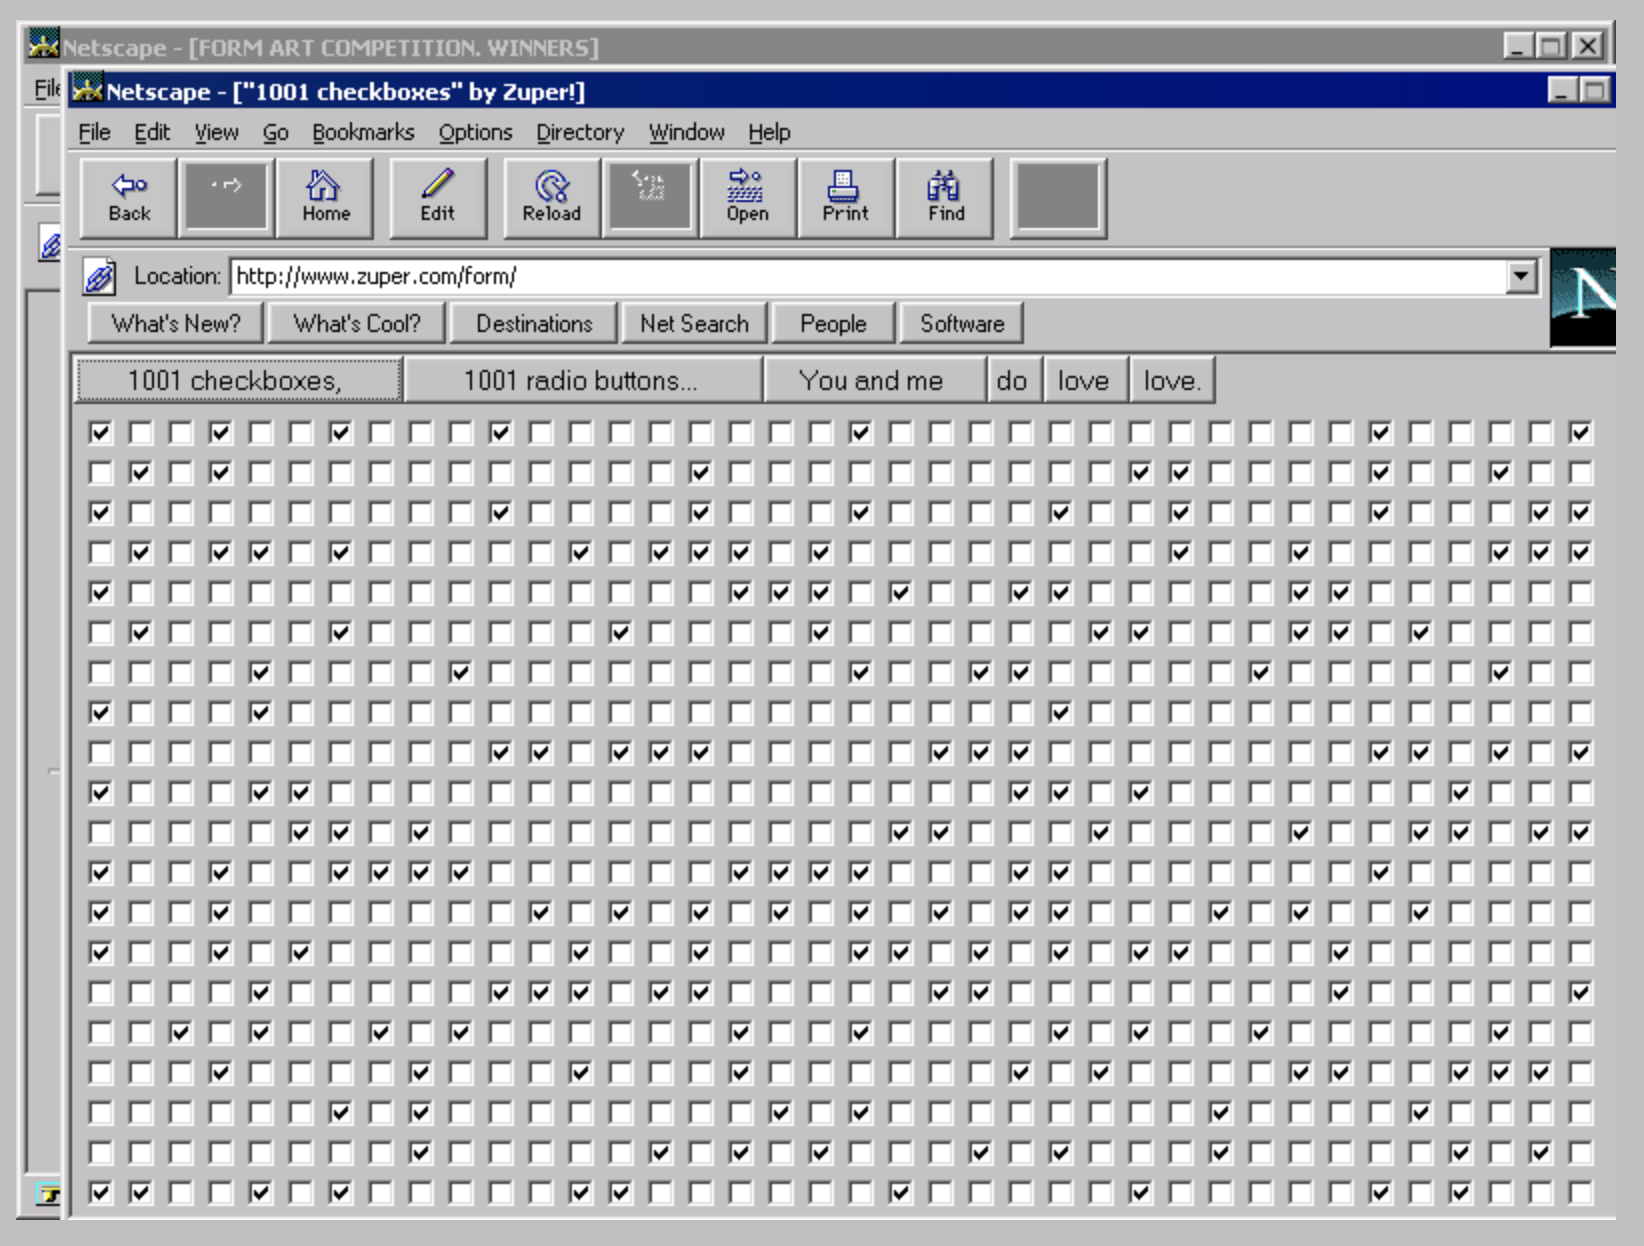 Netscape - [FORM ART COMPETITION. WINNERS]
File
Netscape - ["1001 checkboxes" by Zuper!]
File Edit View Go Bookmarks Options Directory Window Help
Back Home Edit Reload Open Print Find
Location: http://www.zuper.com/form/
N
What's New? What's Cool? Destinations Net Search People Software
1001 checkboxes, 1001 radio buttons... You and me do love love.